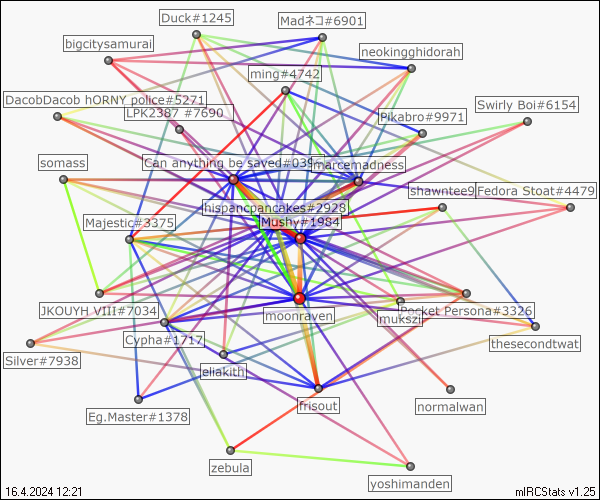 Duck#1245
Madネコ#6901
bigcitysamurai
neokingghidorah
ming#4742
DacobDacob hORNY police#5271
LPK2387 #7690
Swirly Boi#6154
Pikabro#9971
somass
Can anything be saved#039
marcemadness
shawntee9
Fedora Stoat#4479
hispancpancakes#2928
Mushy#1984
Majestic#3375
JKOUYH VIII#7034
moonraven
mukszi
Pocket Persona#3326
Cypha#1717
thesecondtwat
Silver#7938
eliakith
Eg.Master#1378
frisout
normalwan
zebula
yoshimanden
16.4.2024 12:21
mIRCStats v1.25